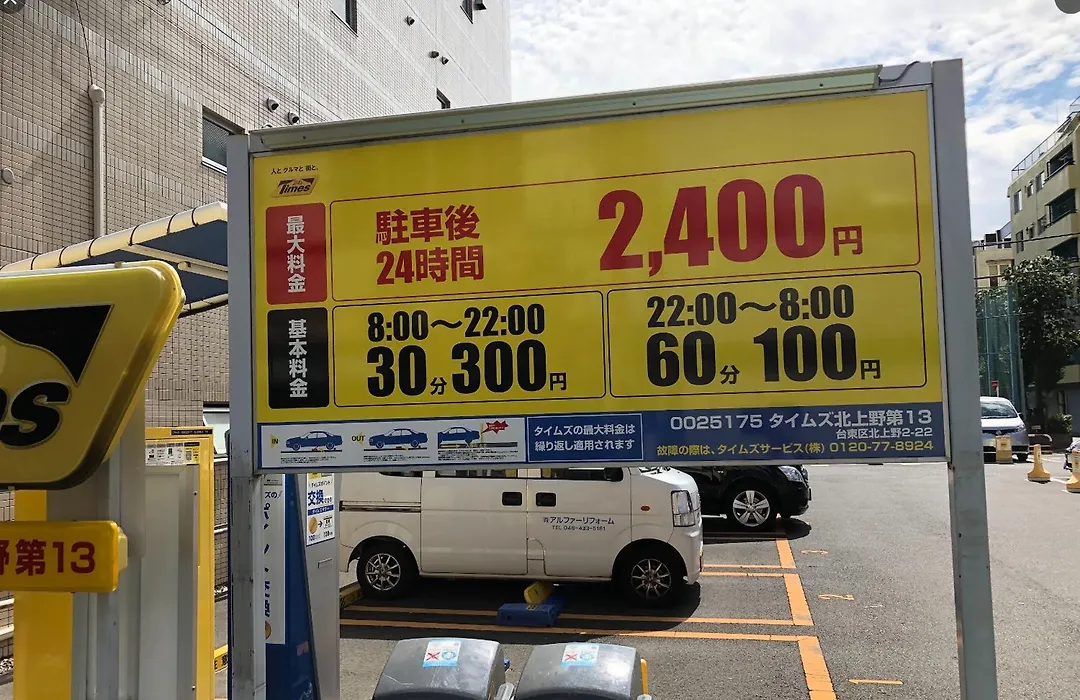 人と クルマと 街と、
Times
最大料金
駐車後
24時間
2,400円
基本料金
8:00〜22:00
30分 300円
22:00〜8:00
60分 100円
IN
OUT
タイムズの最大料金は
繰り返し適用されます
0025175 タイムズ北上野第13
台東区北上野2-22
故障の際は、タイムズサービス(株) 0120-77-8924
es
野第13
交換
㈲アルファーリフォーム
2